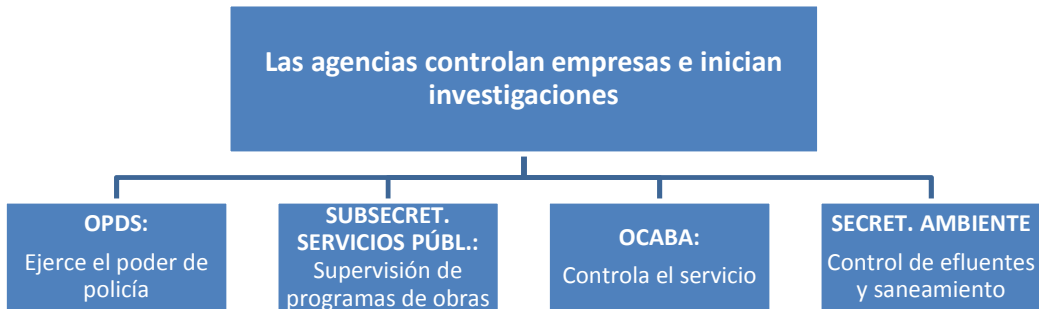 Las agencias controlan empresas e inician
investigaciones
OPDS:
Ejerce el poder de
policía
SUBSECRET.
SERVICIOS PÚBL.:
Supervisión de
programas de obras
OCABA:
Controla el servicio
SECRET. AMBIENTE
Control de efluentes
y saneamiento